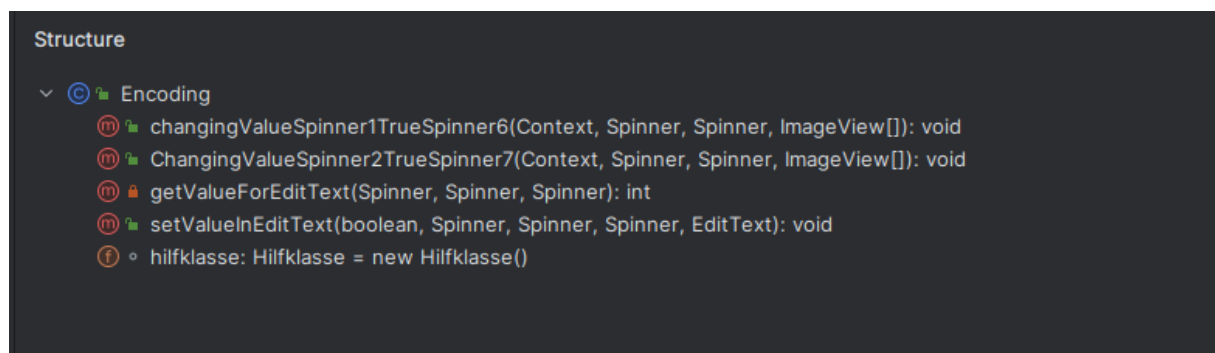 Structure
Encoding
changingValueSpinner1TrueSpinner6(Context, Spinner, Spinner, ImageView[]): void
ChangingValueSpinner2TrueSpinner7(Context, Spinner, Spinner, ImageView[]): void
getValueForEditText(Spinner, Spinner, Spinner): int
setValueInEditText(boolean, Spinner, Spinner, Spinner, EditText): void
hilfklasse: Hilfklasse = new Hilfklasse()